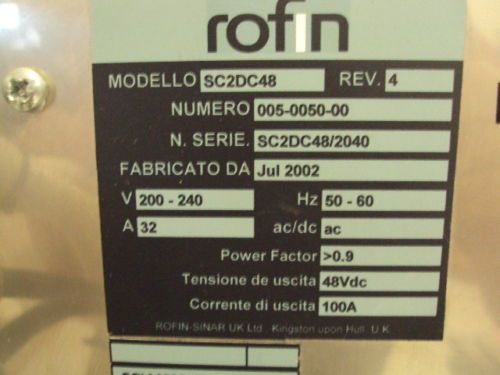 rofin
MODELLO SC2DC48 REV. 4
NUMERO 005-0050-00
N. SERIE. SC2DC48/2040
FABRICATO DA Jul 2002
V 200 - 240 Hz 50 - 60
A 32 ac/dc ac
Power Factor >0.9
Tensione de uscita 48Vdc
Corrente di uscita 100A
ROFIN-SINAR UK Ltd. Kingston upon Hull. U.K.